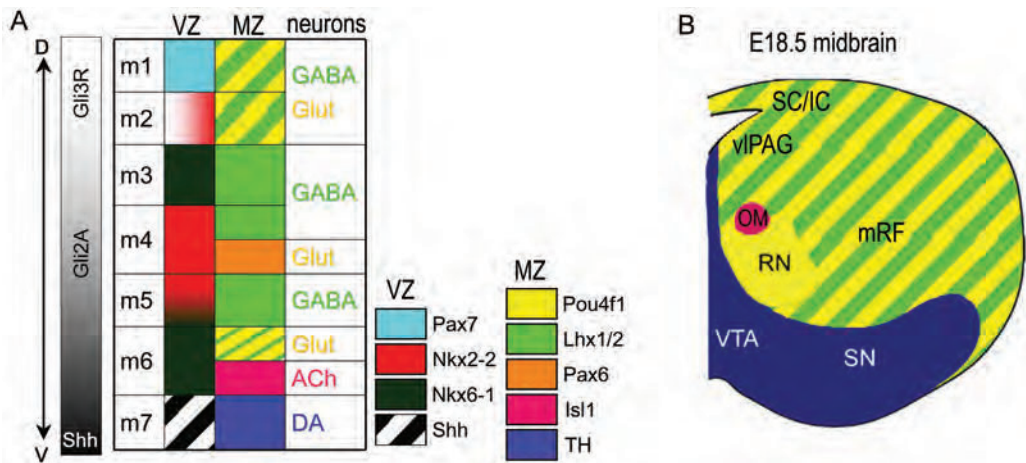 A
VZ MZ neurons
D
Gli3R
Gli2A
Shh
V
m1
m2
m3
m4
m5
m6
m7
GABA
Glut
GABA
Glut
GABA
Glut
ACh
DA
VZ
Pax7
Nkx2-2
Nkx6-1
Shh
MZ
Pou4f1
Lhx1/2
Pax6
Isl1
TH
B
E18.5 midbrain
SC/IC
vlPAG
OM
mRF
RN
VTA
SN